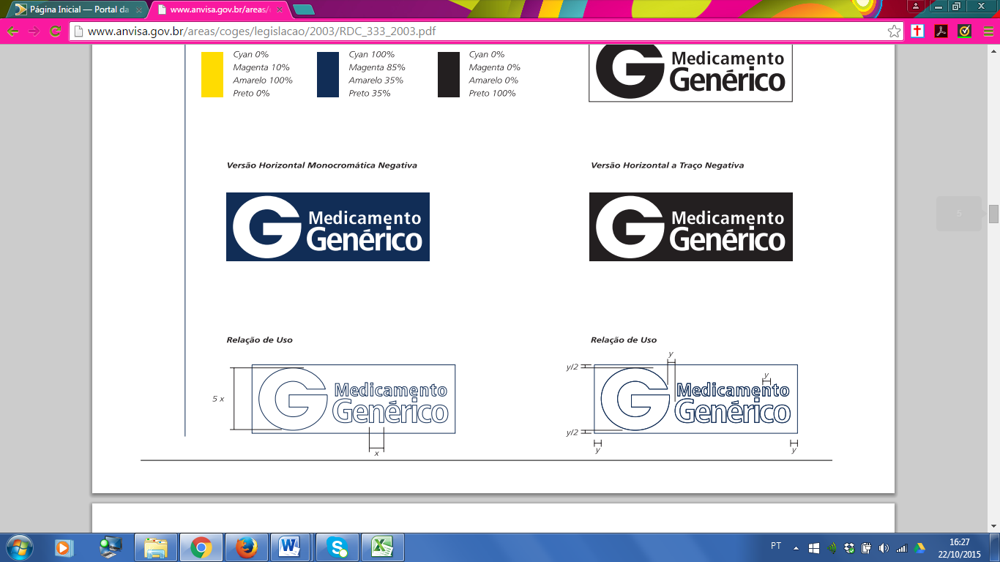 Página Inicial — Portal da
www.anvisa.gov.br/areas/
www.anvisa.gov.br/areas/coges/legislacao/2003/RDC_333_2003.pdf
Cyan 0%
Magenta 10%
Amarelo 100%
Preto 0%
Cyan 100%
Magenta 85%
Amarelo 35%
Preto 35%
Cyan 0%
Magenta 0%
Amarelo 0%
Preto 100%
G Medicamento
Genérico
Versão Horizontal Monocromática Negativa
Versão Horizontal a Traço Negativa
G Medicamento
Genérico
G Medicamento
Genérico
5
Relação de Uso
5 x
G Medicamento
Genérico
x
Relação de Uso
y
y/2
y
G Medicamento
Genérico
y/2
y
y
PT
16:27
22/10/2015